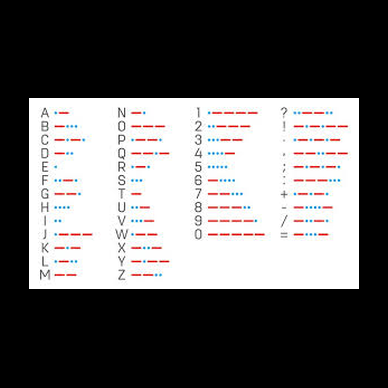 A N 1 ?
B O 2 !
C P 3 .
D Q 4 ,
E R 5 ;
F S 6 :
G T 7 +
H U 8 -
I V 9 /
J W 0 =
K X
L Y
M Z